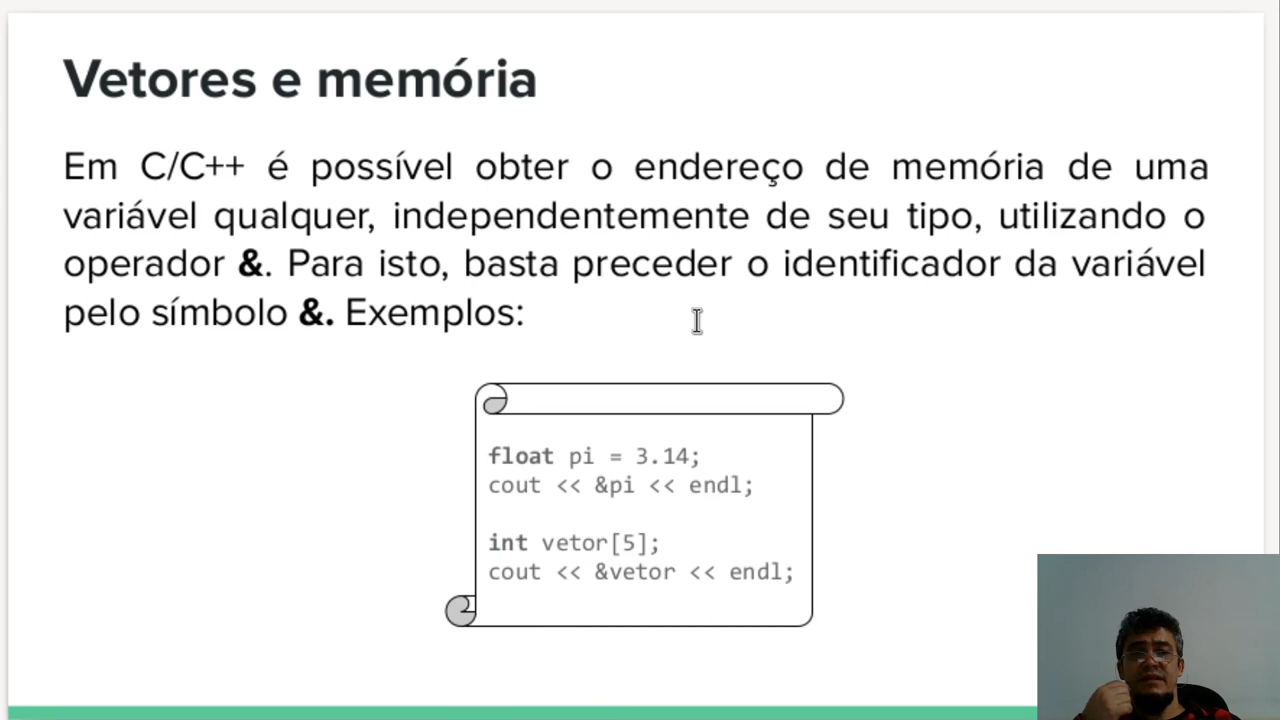 Vetores e memória
Em C/C++ é possível obter o endereço de memória de uma
variável qualquer, independentemente de seu tipo, utilizando o
operador &. Para isto, basta preceder o identificador da variável
pelo símbolo &. Exemplos:
float pi = 3.14;
cout << &pi << endl;
int vetor[5];
cout << &vetor << endl;